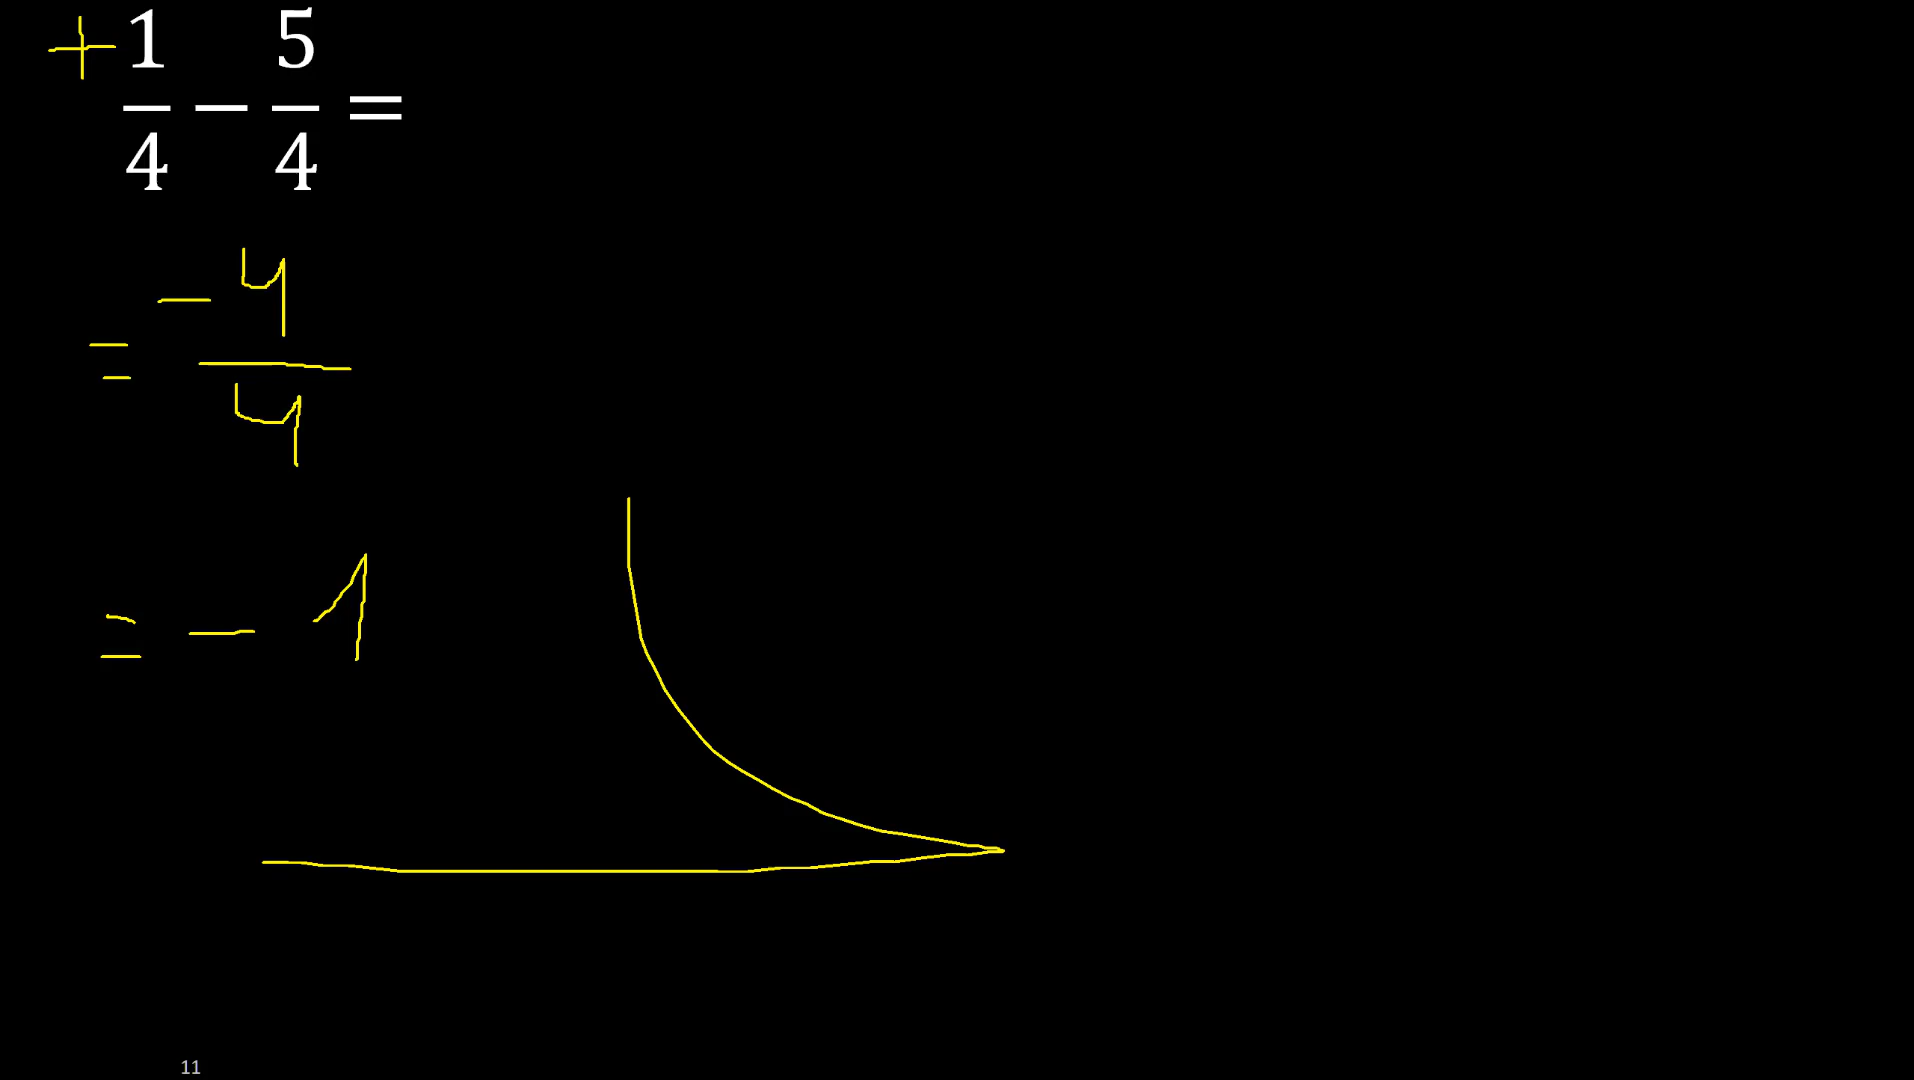 + 1/4 − 5/4 =
= −4/4
= − 1
11